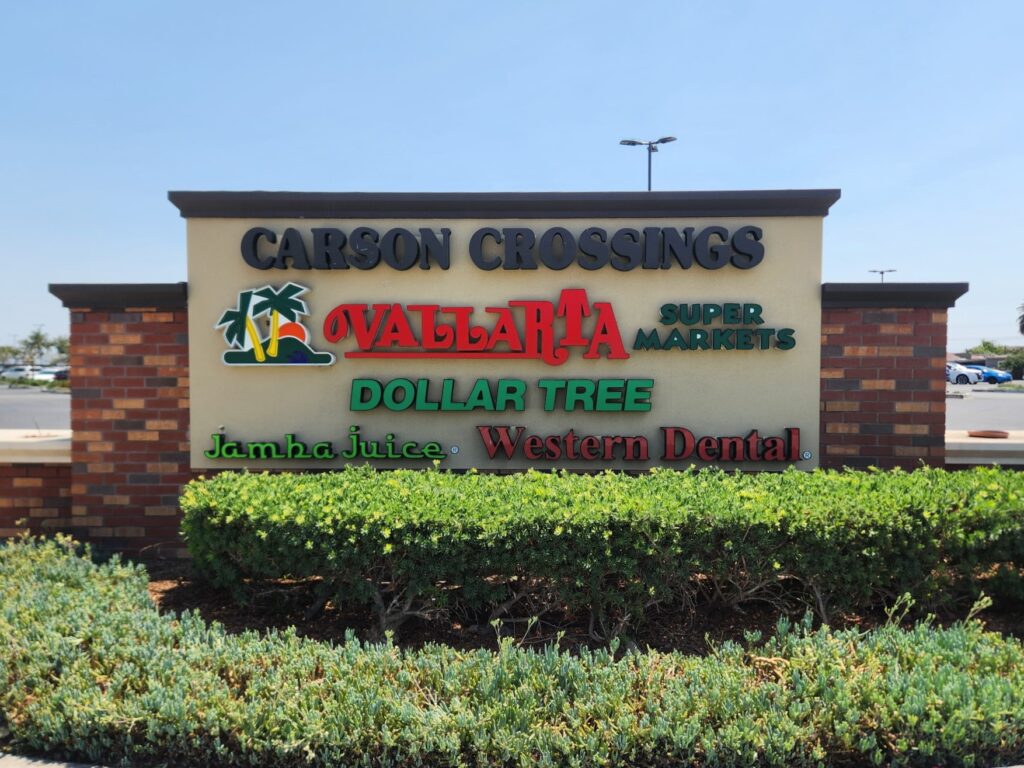 CARSON CROSSINGS
VALLARTA SUPER MARKETS
DOLLAR TREE
Jamba Juice® Western Dental®